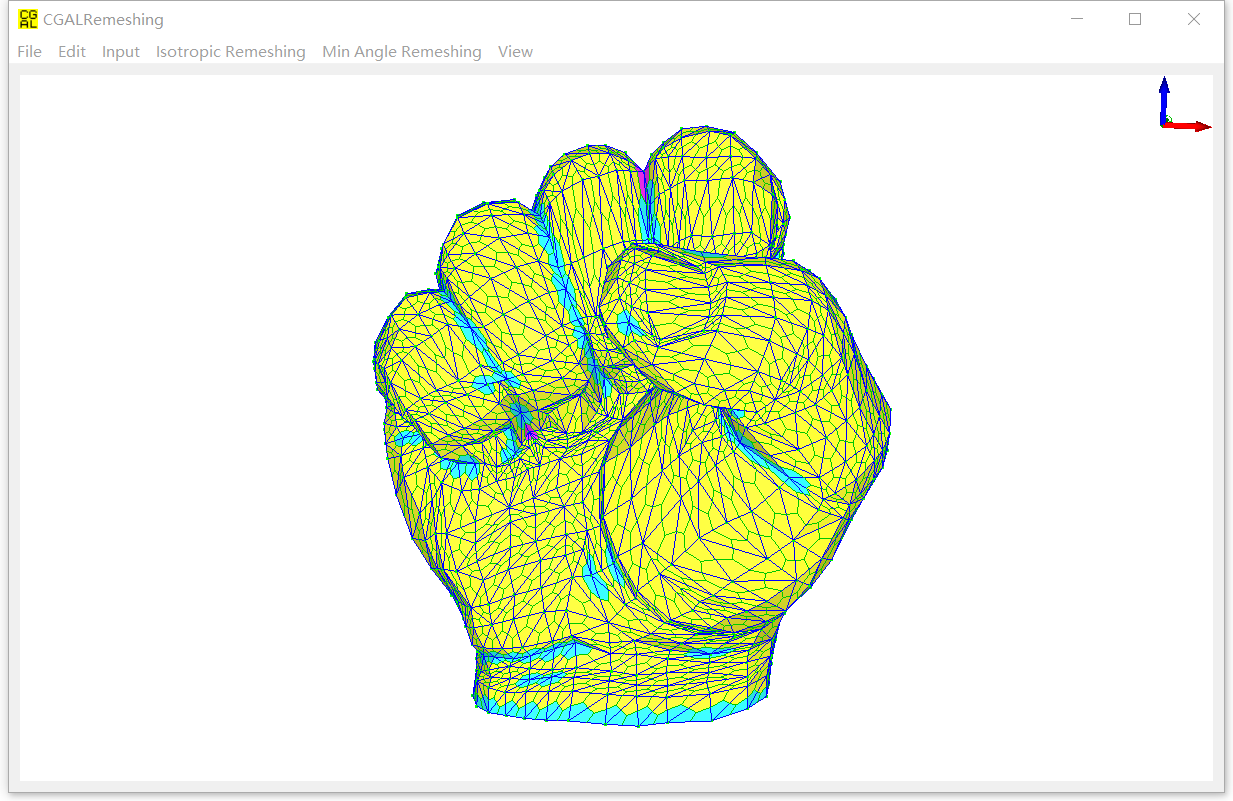 CG
AL
CGALRemeshing
File Edit Input Isotropic Remeshing Min Angle Remeshing View